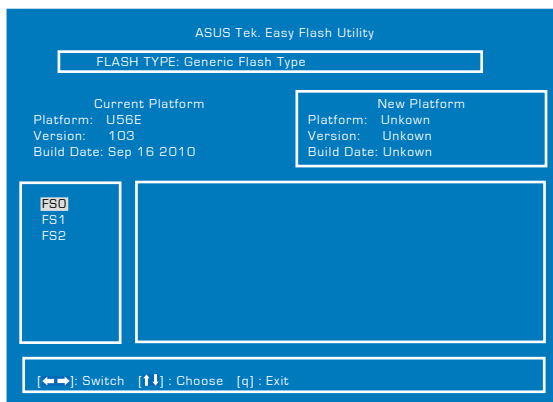 ASUS Tek. Easy Flash Utility
FLASH TYPE: Generic Flash Type
Current Platform
Platform: U56E
Version: 103
Build Date: Sep 16 2010
New Platform
Platform: Unkown
Version: Unkown
Build Date: Unkown
FS0
FS1
FS2
[←→]: Switch [↑↓] : Choose [q] : Exit